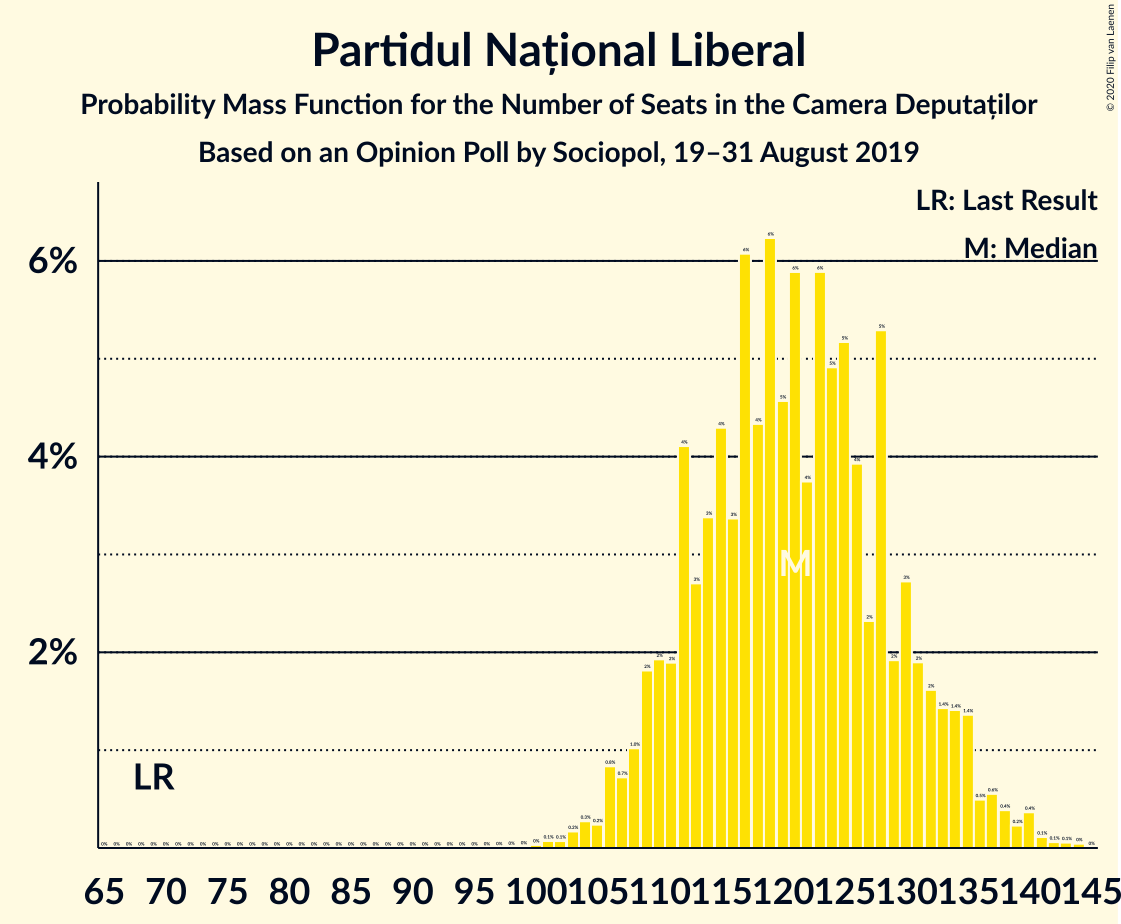 Partidul Național Liberal
Probability Mass Function for the Number of Seats in the Camera Deputaților
Based on an Opinion Poll by Sociopol, 19–31 August 2019
© 2020 Filip van Laenen
LR: Last Result
M: Median
6%
4%
2%
LR
M
65 70 75 80 85 90 95 100 105 110 115 120 125 130 135 140 145